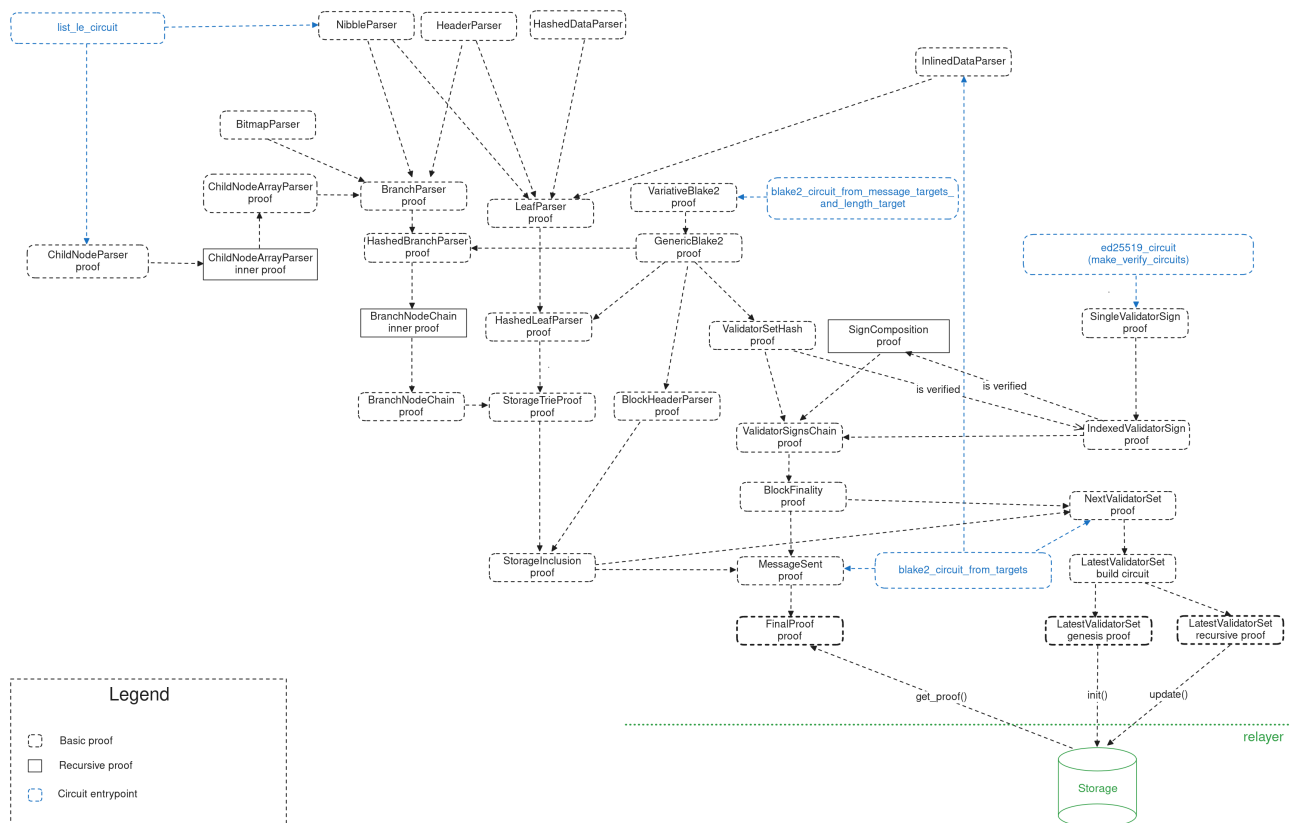 list_le_circuit
NibbleParser
HeaderParser
HashedDataParser
InlinedDataParser
BitmapParser
ChildNodeArrayParser
proof
BranchParser
proof
LeafParser
proof
VariativeBlake2
proof
blake2_circuit_from_message_targets_
and_length_target
ChildNodeParser
proof
ChildNodeArrayParser
inner proof
HashedBranchParser
proof
GenericBlake2
proof
ed25519_circuit
(make_verify_circuits)
BranchNodeChain
inner proof
HashedLeafParser
proof
ValidatorSetHash
proof
SignComposition
proof
SingleValidatorSign
proof
is verified
is verified
BranchNodeChain
proof
StorageTrieProof
proof
BlockHeaderParser
proof
ValidatorSignsChain
proof
IndexedValidatorSign
proof
BlockFinality
proof
NextValidatorSet
proof
StorageInclusion
proof
MessageSent
proof
blake2_circuit_from_targets
LatestValidatorSet
build circuit
FinalProof
proof
LatestValidatorSet
genesis proof
LatestValidatorSet
recursive proof
get_proof()
init()
update()
relayer
Storage
Legend
Basic proof
Recursive proof
Circuit entrypoint